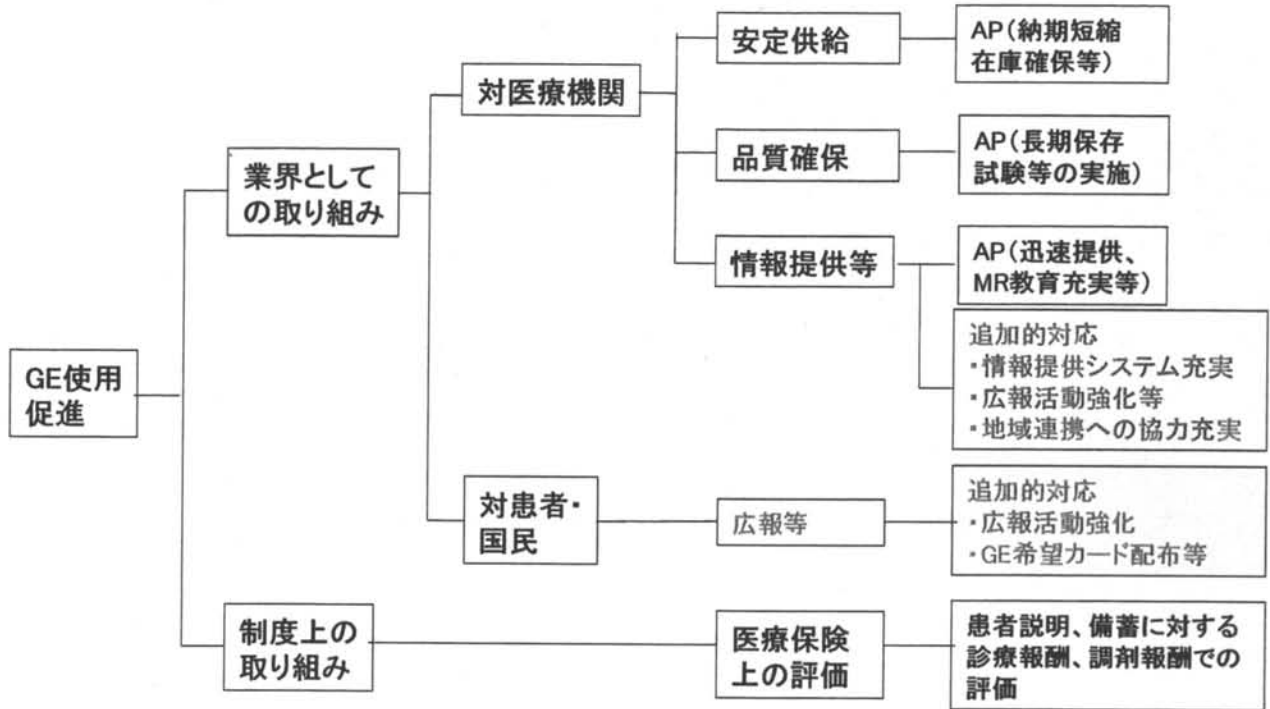 GE使用
促進
業界として
の取り組み
対医療機関
安定供給
AP（納期短縮
在庫確保等）
品質確保
AP（長期保存
試験等の実施）
情報提供等
AP（迅速提供、
MR教育充実等）
追加的対応
・情報提供システム充実
・広報活動強化等
・地域連携への協力充実
対患者・
国民
広報等
追加的対応
・広報活動強化
・GE希望カード配布等
制度上の
取り組み
医療保険
上の評価
患者説明、備蓄に対する
診療報酬、調剤報酬での
評価